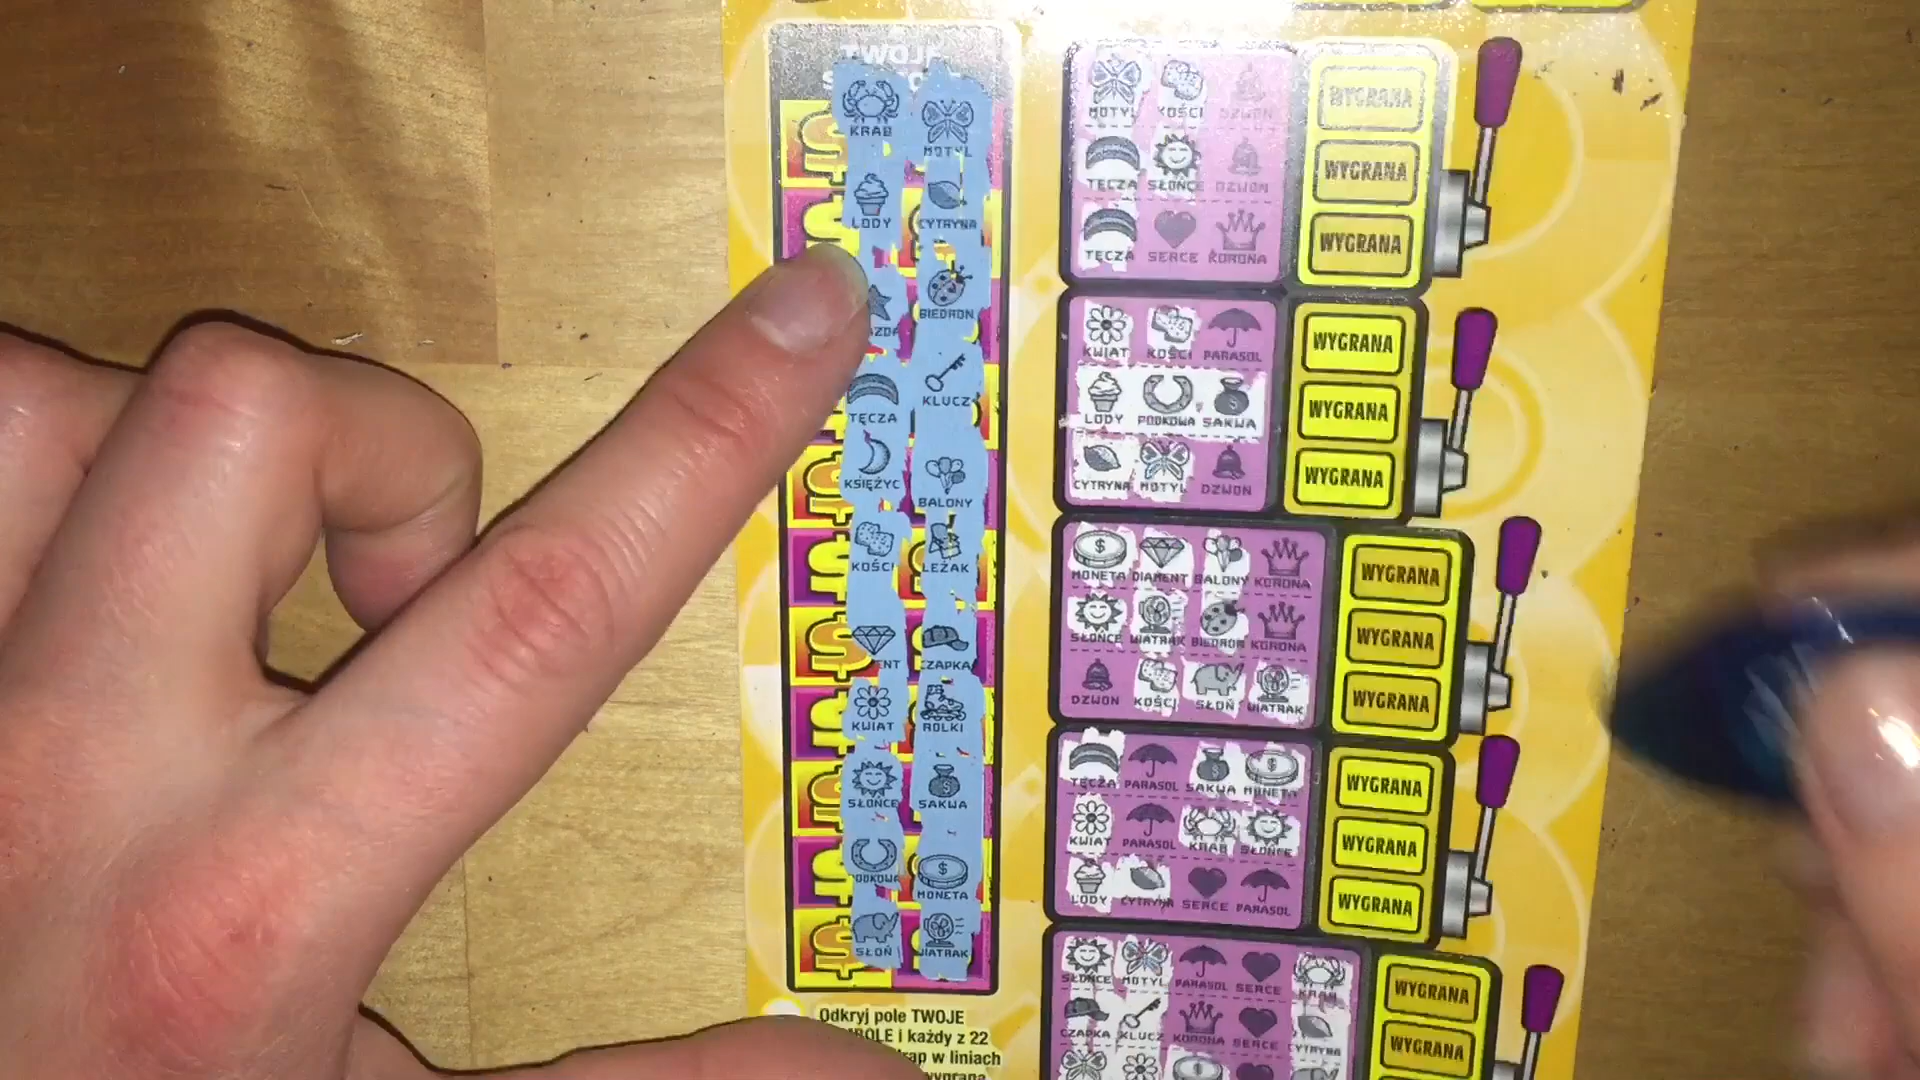 TWOJE
KRAB MOTYL
LODY CYTRYNA
BIEDRON
TĘCZA KLUCZ
KSIĘŻYC BALONY
KOŚCI LEŻAK
CZAPKA
KWIAT ROLKI
SŁOŃCE SAKWA
MONETA
SŁOŃ WIATRAK
Odkryj pole TWOJE
i każdy z 22
w liniach
MOTYL KOŚCI DZWON WYGRANA
TĘCZA SŁOŃCE DZWON WYGRANA
TĘCZA SERCE KORONA WYGRANA
KWIAT KOŚCI PARASOL WYGRANA
LODY PODKOWA SAKWA WYGRANA
CYTRYNA MOTYL DZWON WYGRANA
MONETA DIAMENT BALONY KORONA WYGRANA
SŁOŃCE WIATRAK BIEDRON KORONA WYGRANA
DZWON KOŚCI SŁOŃ WIATRAK WYGRANA
TĘCZA PARASOL SAKWA MONETA WYGRANA
KWIAT PARASOL KRAB SŁOŃCE WYGRANA
LODY CYTRYNA SERCE PARASOL WYGRANA
SŁOŃCE MOTYL PARASOL SERCE KRAB WYGRANA
CZAPKA KLUCZ KORONA SERCE CYTRYNA WYGRANA